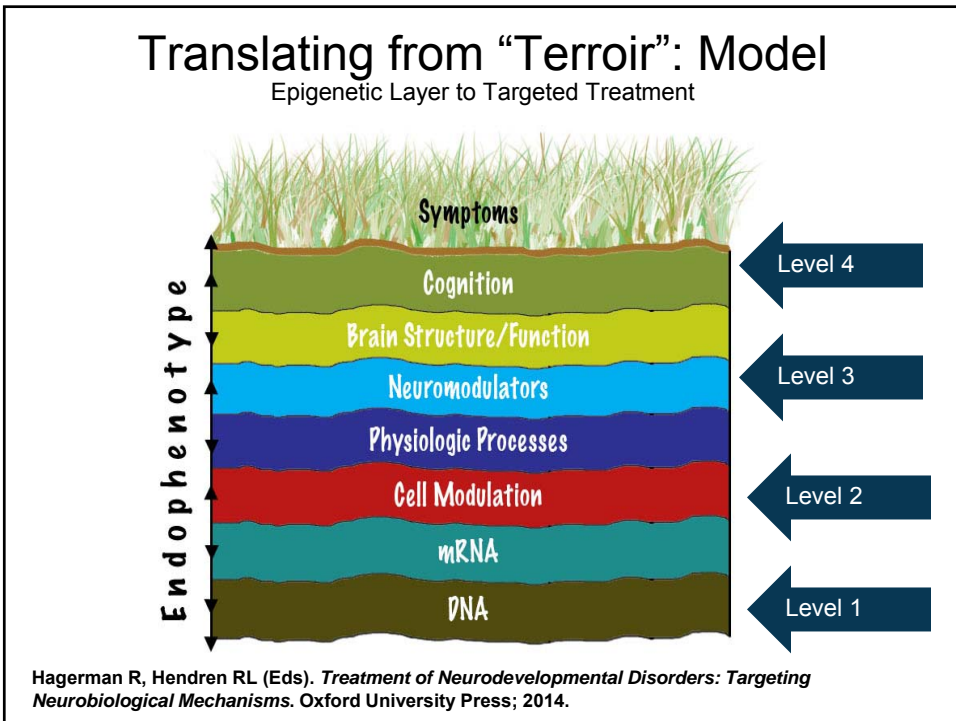 Translating from “Terroir”: Model
Epigenetic Layer to Targeted Treatment
Symptoms
Cognition
Brain Structure/Function
Neuromodulators
Physiologic Processes
Cell Modulation
mRNA
DNA
Endophenotype
Level 4
Level 3
Level 2
Level 1
Hagerman R, Hendren RL (Eds). Treatment of Neurodevelopmental Disorders: Targeting
Neurobiological Mechanisms. Oxford University Press; 2014.